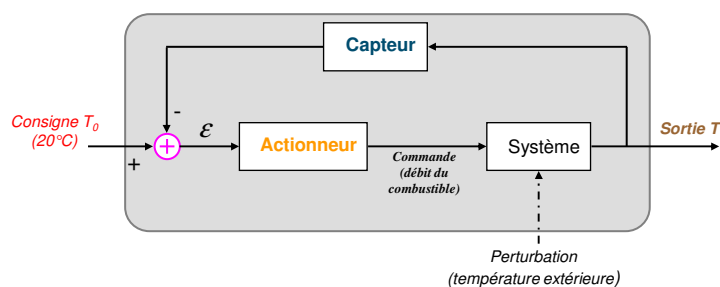 Capteur
-
Consigne T0
(20°C)
+
+
ε
Actionneur
Commande
(débit du
combustible)
Système
Sortie T
Perturbation
(température extérieure)